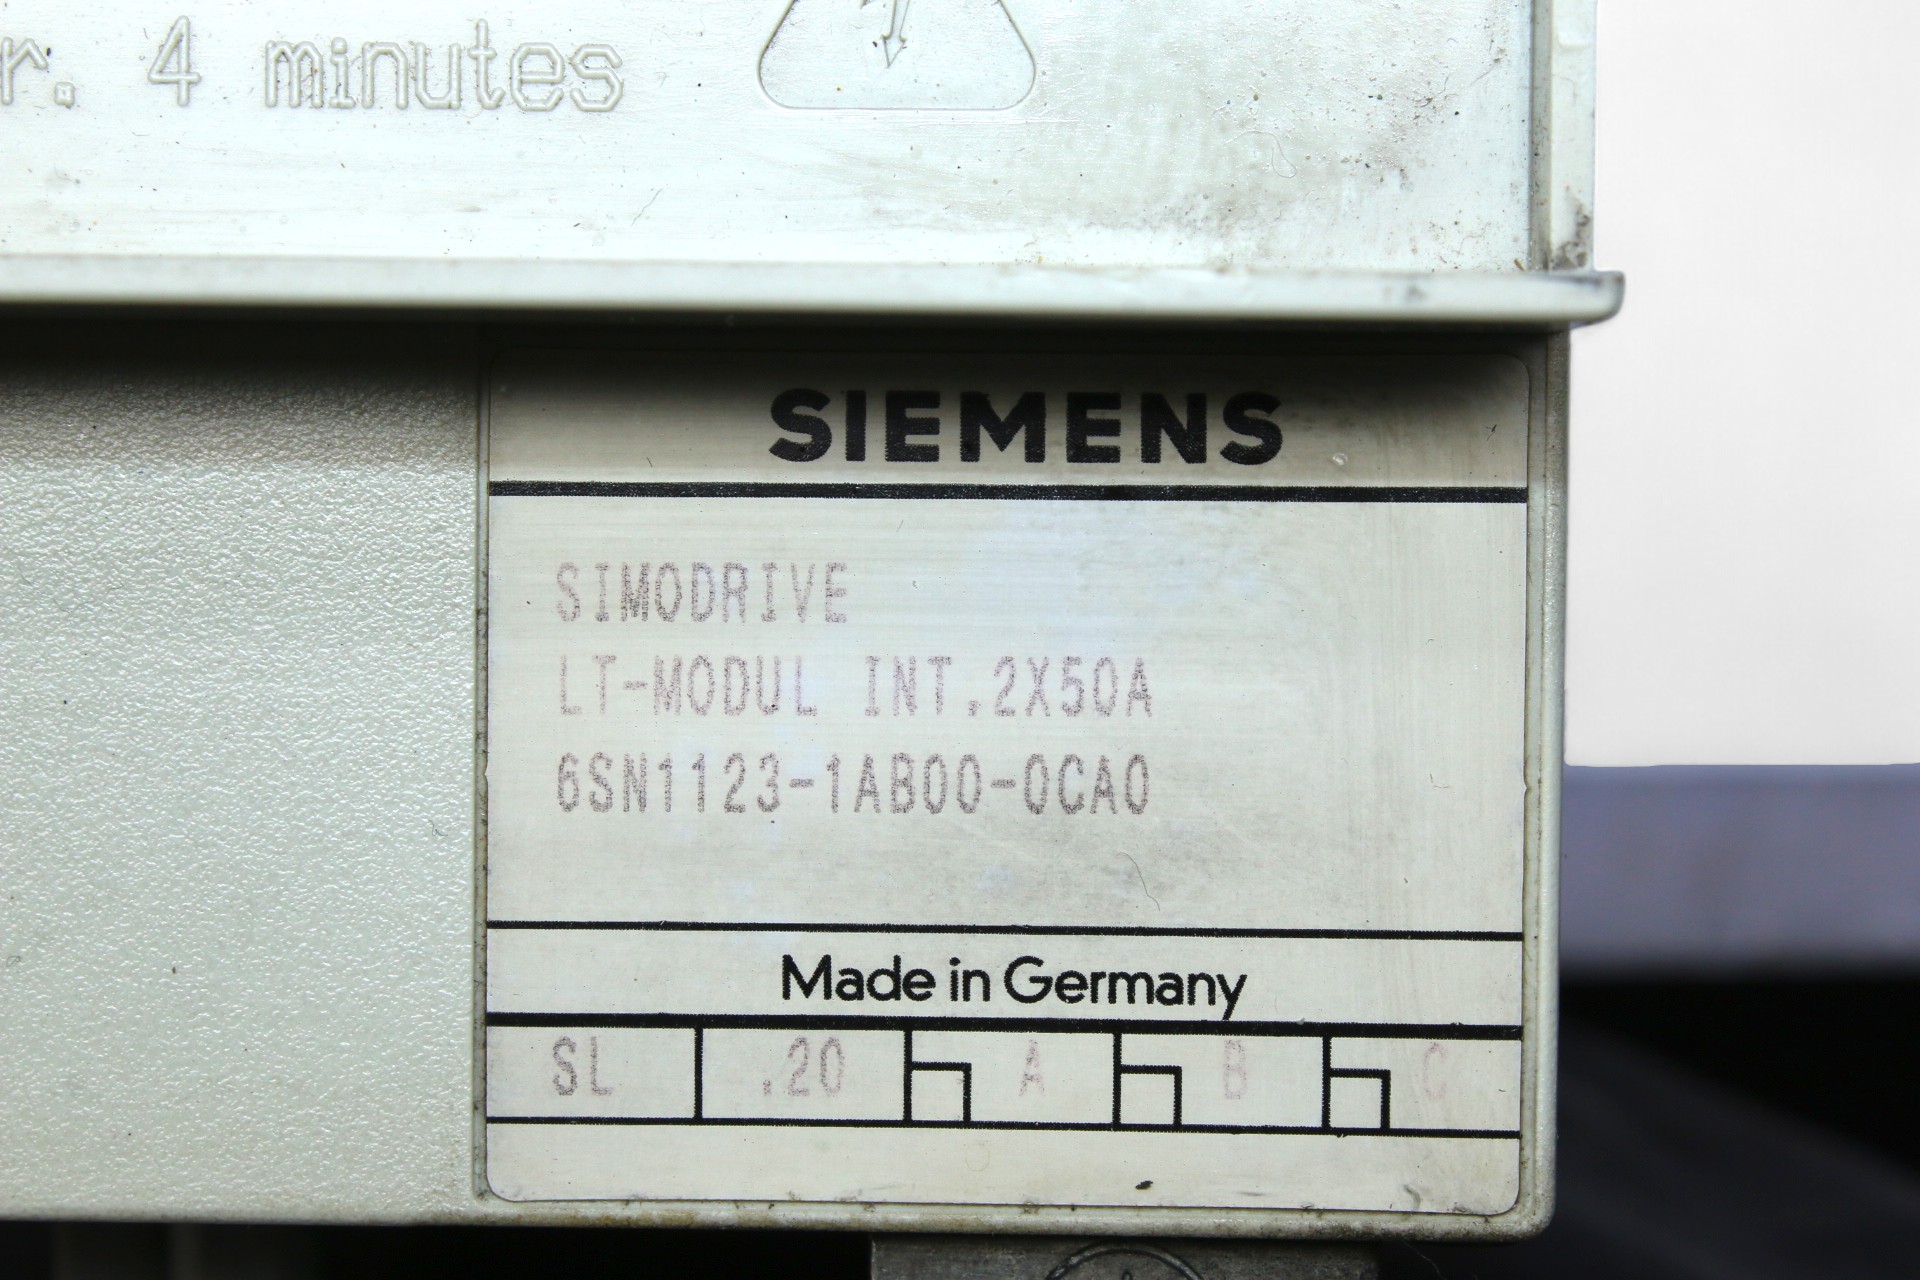 r. 4 minutes
SIEMENS
SIMODRIVE
LT-MODUL INT.2X50A
6SN1123-1AB00-0CA0
Made in Germany
SL .20 A B C